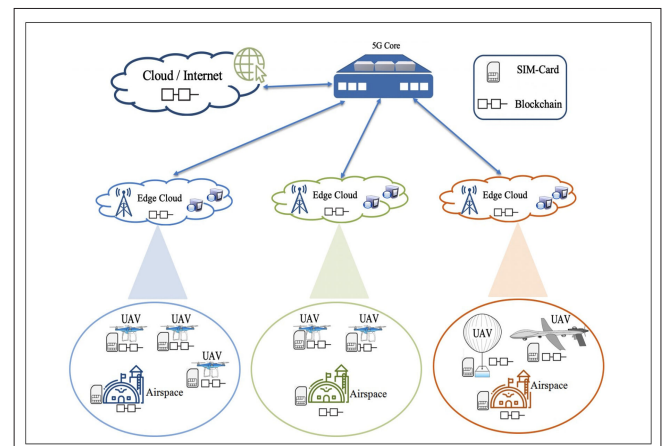 5G Core
Cloud / Internet
SIM-Card
Blockchain
Edge Cloud
Edge Cloud
Edge Cloud
UAV
UAV
UAV
Airspace
UAV
UAV
Airspace
UAV
UAV
Airspace